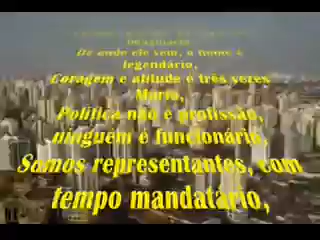 imaginário
De onde ele vem, o nome é
legendário,
Coragem e atitude é três vezes
Mário,
Política não é profissão,
ninguém é funcionário,
Somos representantes, com
tempo mandatário,